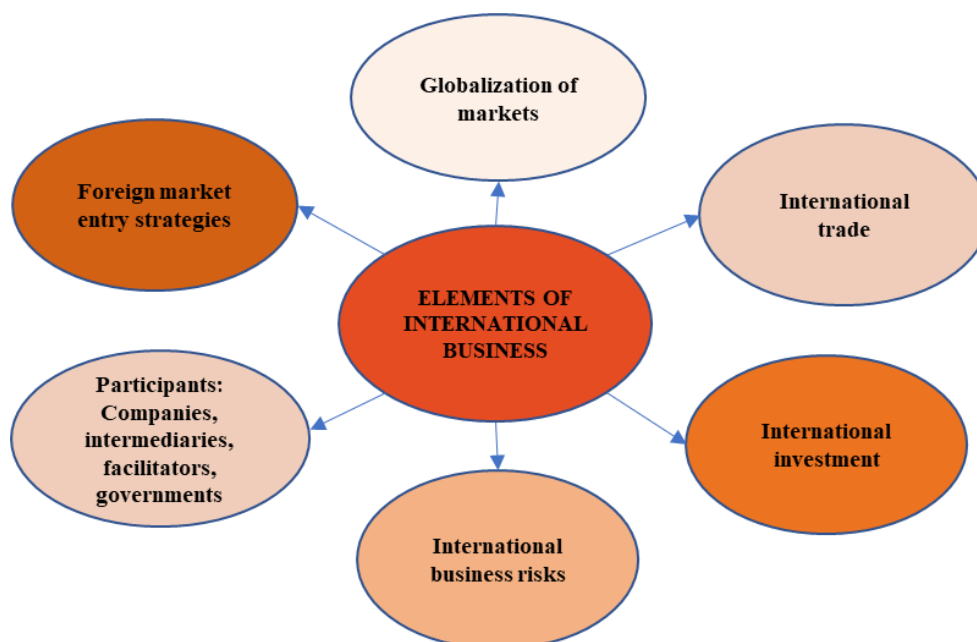 Globalization of
markets
Foreign market
entry strategies
International
trade
ELEMENTS OF
INTERNATIONAL
BUSINESS
Participants:
Companies,
intermediaries,
facilitators,
governments
International
investment
International
business risks